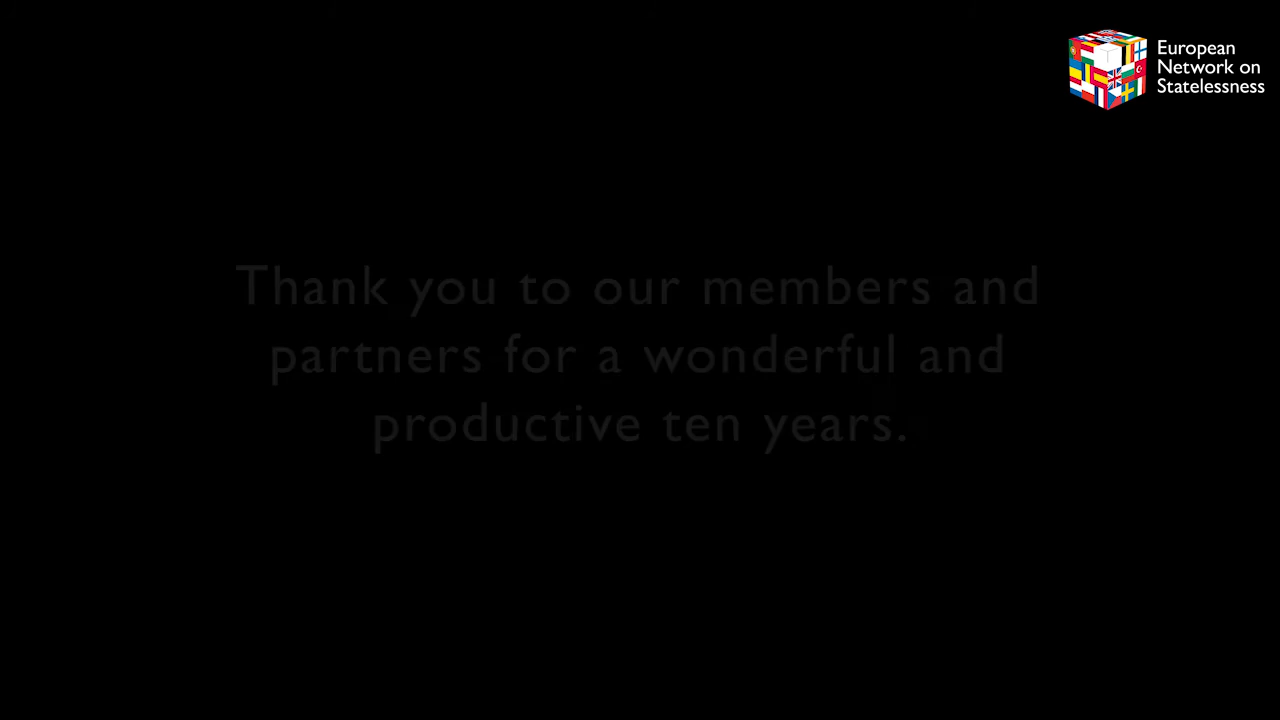 European
Network on
Statelessness
Thank you to our members and
partners for a wonderful and
productive ten years.